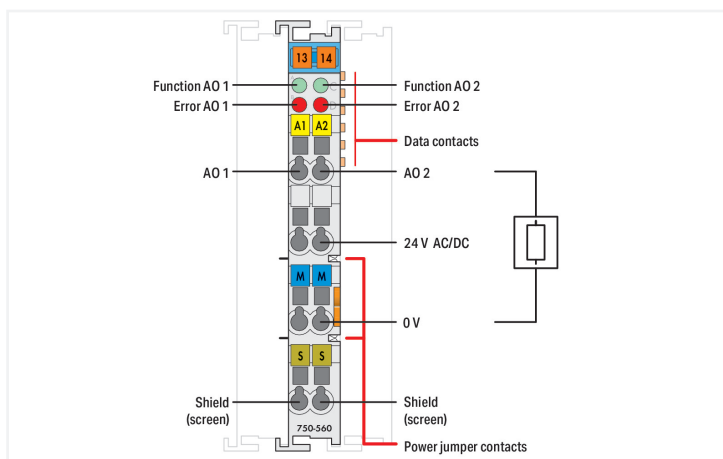 13 14
Function AO 1
Function AO 2
Error AO 1
Error AO 2
A1 A2
Data contacts
AO 1
AO 2
24 V AC/DC
M M
0 V
S S
Shield
(screen)
Shield
(screen)
750-560
Power jumper contacts